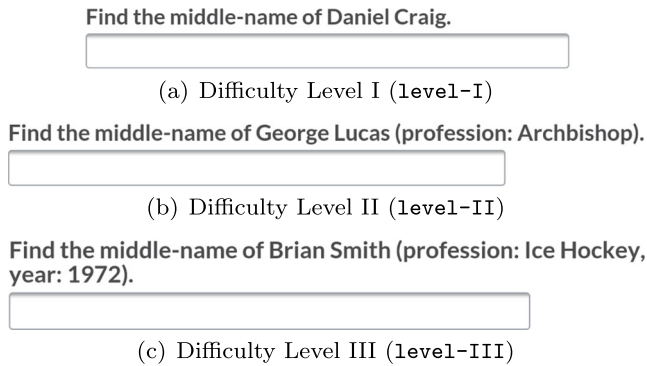 Find the middle-name of Daniel Craig.
(a) Difficulty Level I (level-I)
Find the middle-name of George Lucas (profession: Archbishop).
(b) Difficulty Level II (level-II)
Find the middle-name of Brian Smith (profession: Ice Hockey,
year: 1972).
(c) Difficulty Level III (level-III)